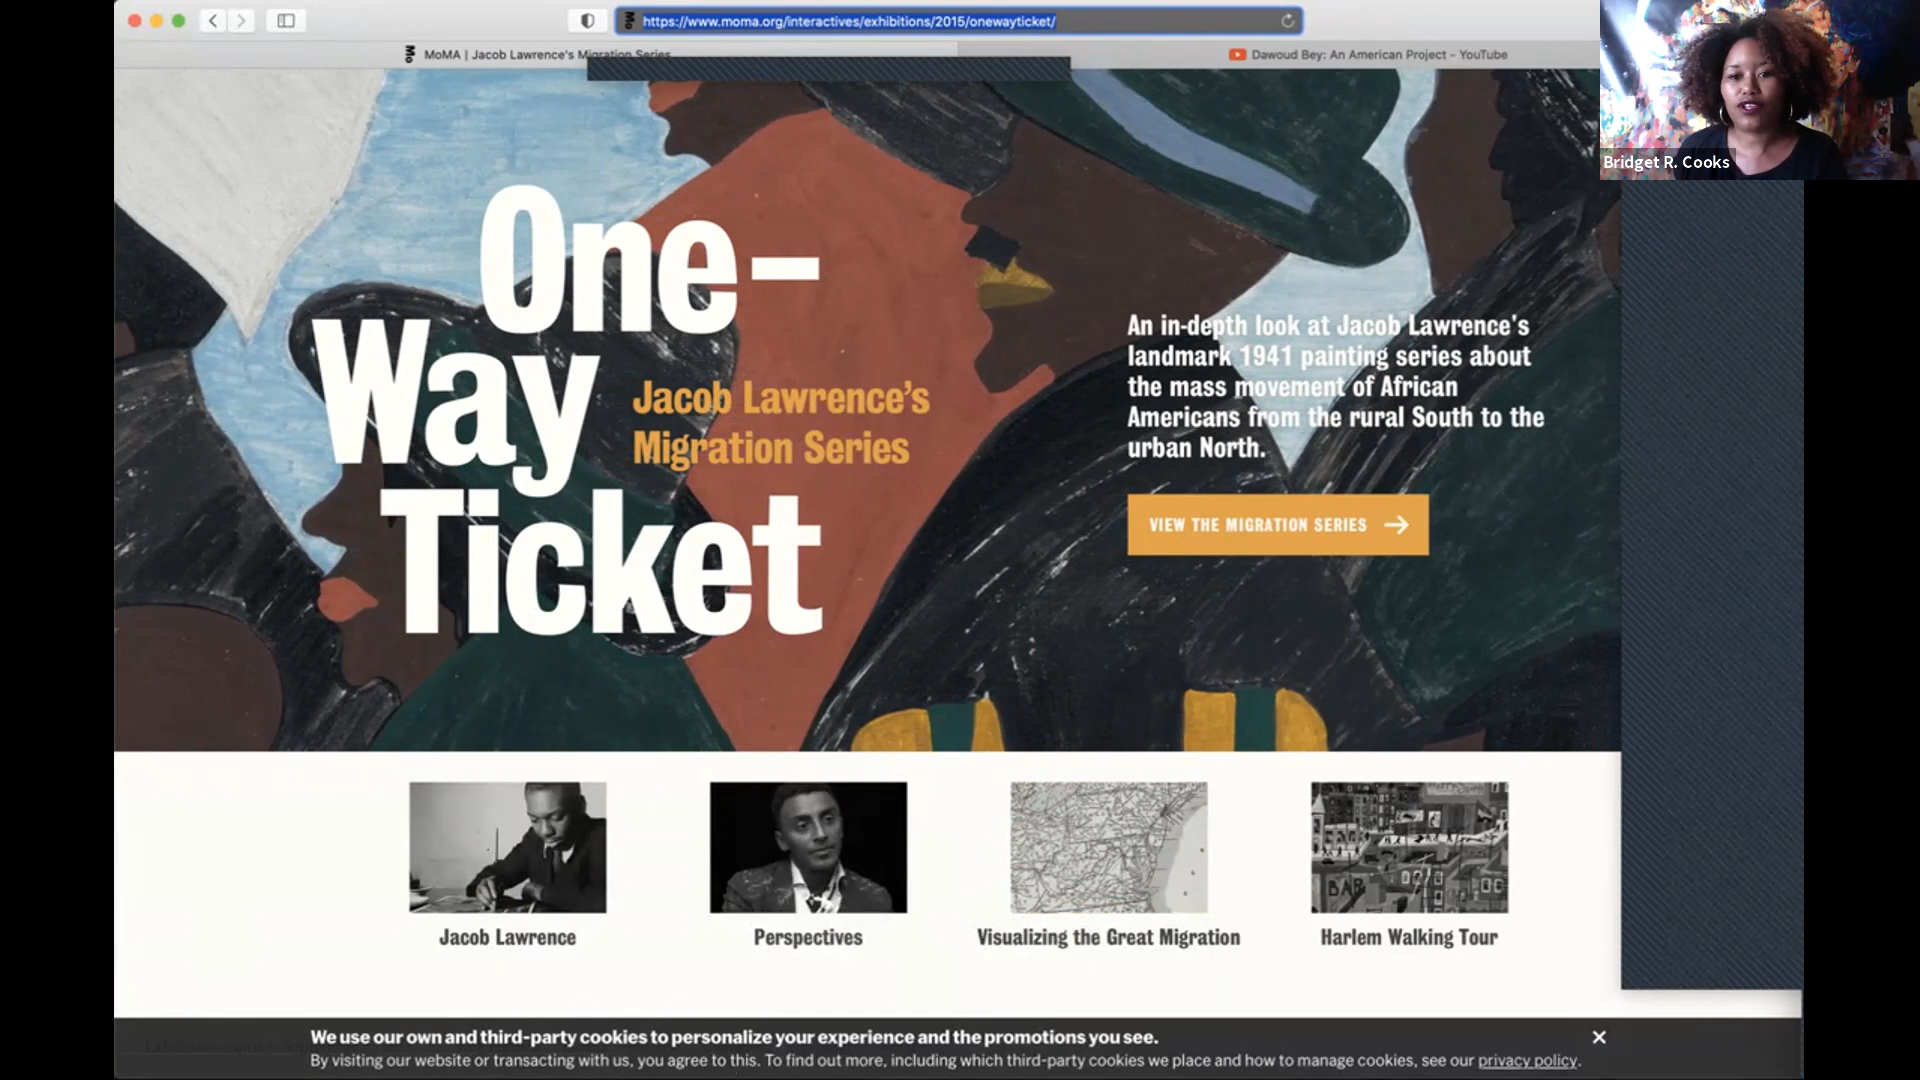 https://www.moma.org/interactives/exhibitions/2015/onewayticket/
MoMA | Jacob Lawrence's Migration Series
Dawoud Bey: An American Project – YouTube
Bridget R. Cooks
One-
Way
Ticket
Jacob Lawrence's
Migration Series
An in-depth look at Jacob Lawrence's
landmark 1941 painting series about
the mass movement of African
Americans from the rural South to the
urban North.
VIEW THE MIGRATION SERIES →
BAR
Jacob Lawrence
Perspectives
Visualizing the Great Migration
Harlem Walking Tour
We use our own and third-party cookies to personalize your experience and the promotions you see.
By visiting our website or transacting with us, you agree to this. To find out more, including which third-party cookies we place and how to manage cookies, see our privacy policy.